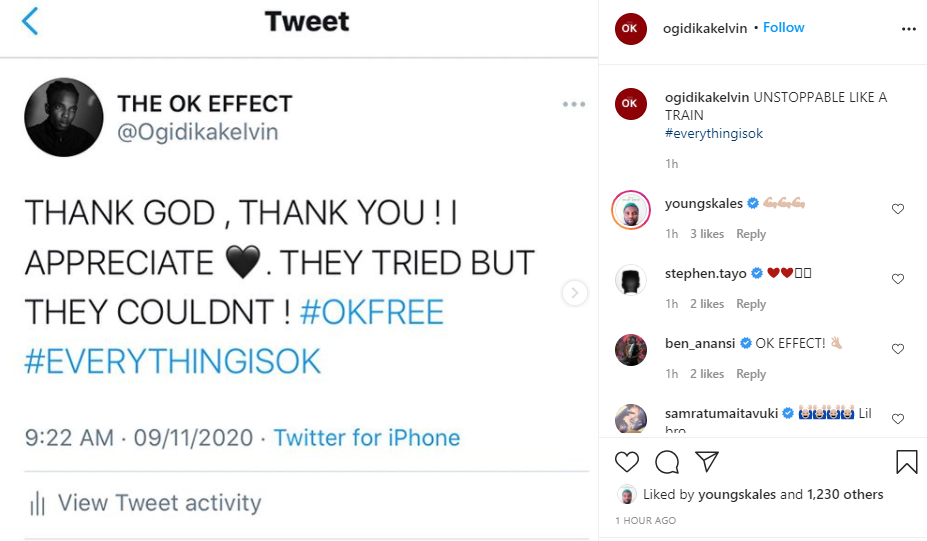 Tweet
THE OK EFFECT
@Ogidikakelvin
THANK GOD , THANK YOU ! I
APPRECIATE 🖤. THEY TRIED BUT
THEY COULDNT ! #OKFREE
#EVERYTHINGISOK
9:22 AM · 09/11/2020 · Twitter for iPhone
View Tweet activity
OK
ogidikakelvin • Follow
OK
ogidikakelvin UNSTOPPABLE LIKE A
TRAIN
#everythingisok
1h
youngskales 💪🏼💪🏼💪🏼
1h 3 likes Reply
stephen.tayo ❤❤▯▯
1h 2 likes Reply
ben_anansi OK EFFECT! 👌🏻
1h 2 likes Reply
samratumaitavuki 🙌🏻🙌🏻🙌🏻🙌🏻 Lil
bro
Liked by youngskales and 1,230 others
1 HOUR AGO